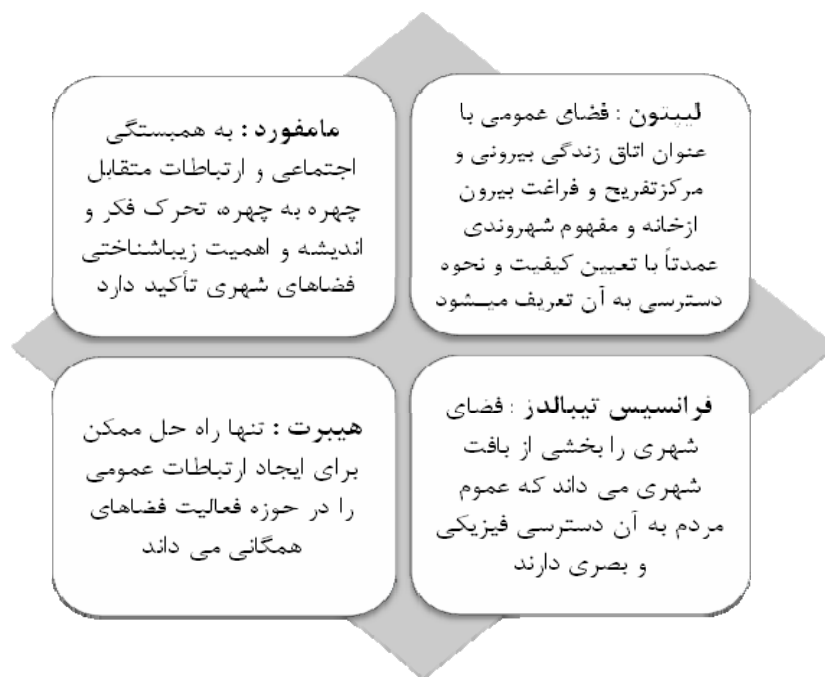 لیپتون : فضای عمومی با
عنوان اتاق زندگی بیرونی و
مرکزتفریح و فراغت بیرون
ازخانه و مفهوم شهروندی
عمدتاً با تعیین کیفیت و نحوه
دسترسی به آن تعریف میشود
مامفورد : به همبستگی
اجتماعی و ارتباطات متقابل
چهره به چهره، تحرک فکر و
اندیشه و اهمیت زیباشناختی
فضاهای شهری تأکید دارد
فرانسیس تیبالدز : فضای
شهری را بخشی از بافت
شهری می داند که عموم
مردم به آن دسترسی فیزیکی
و بصری دارند
هیبرت : تنها راه حل ممکن
برای ایجاد ارتباطات عمومی
را در حوزه فعالیت فضاهای
همگانی می داند